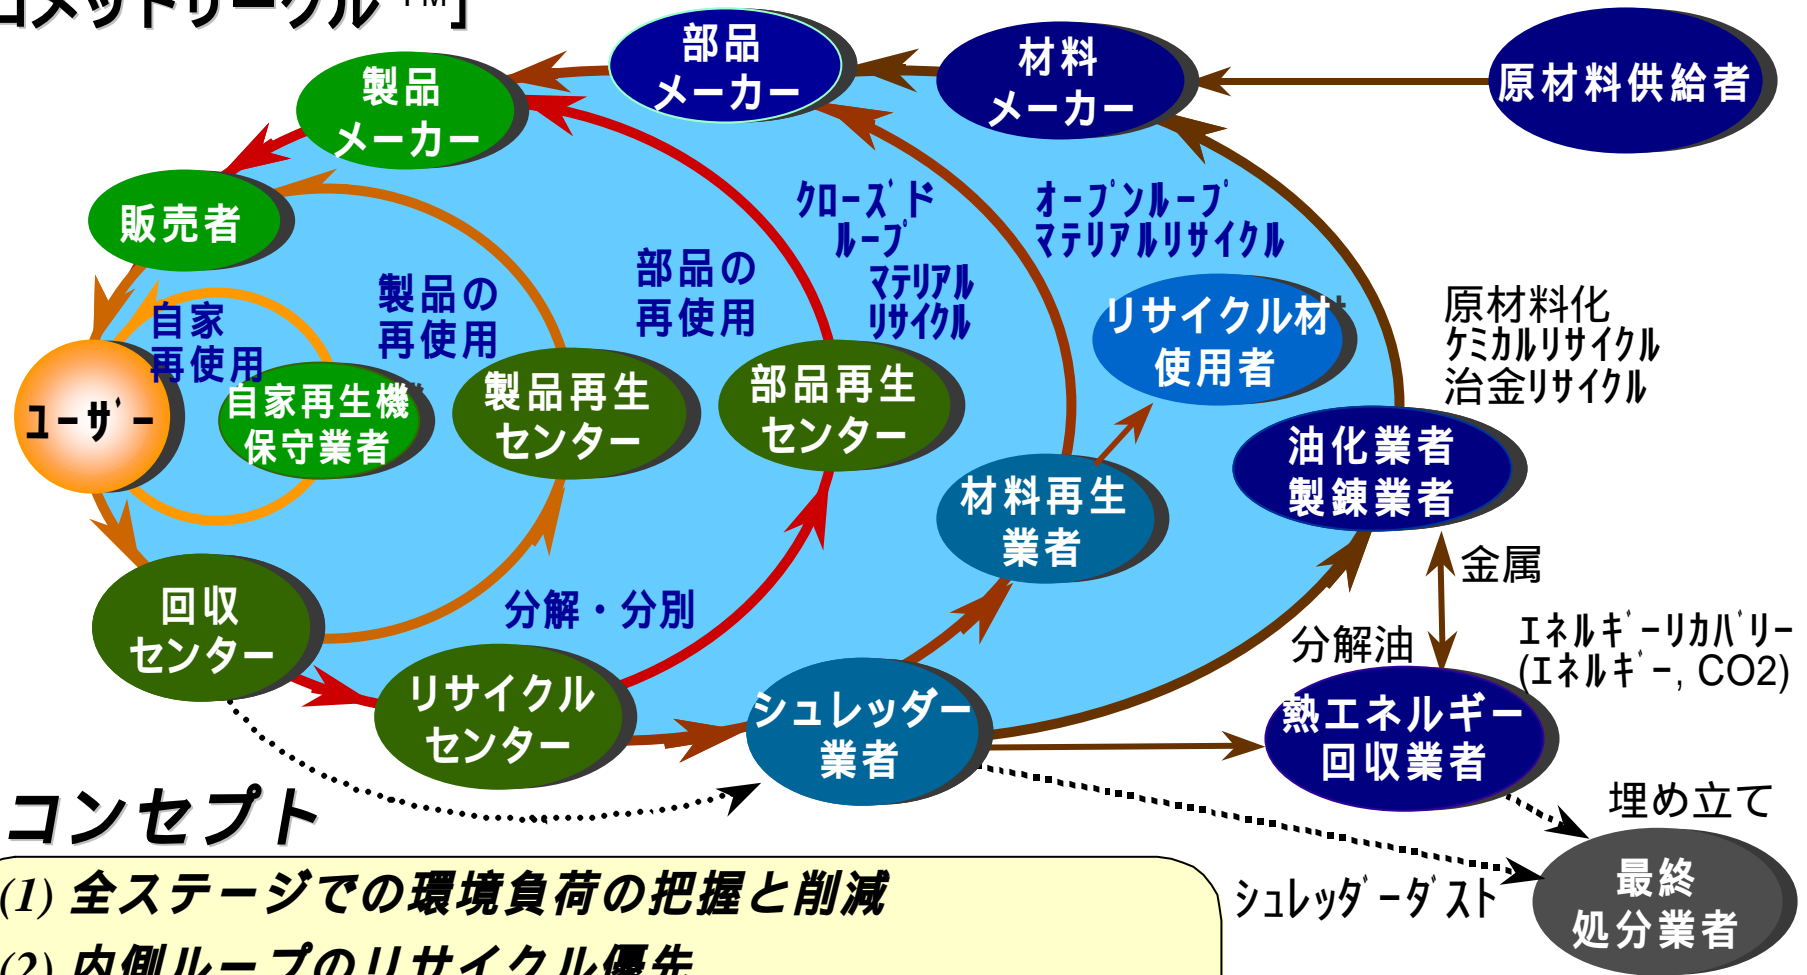 コメットサークル™]
部品
メーカー
材料
メーカー
原材料供給者
製品
メーカー
販売者
クローズド
ループ
マテリアル
リサイクル
オープンループ
マテリアルリサイクル
部品の
再使用
製品の
再使用
自家
再使用
リサイクル材
使用者
原材料化
ケミカルリサイクル
冶金リサイクル
ユーザー
自家再生機
保守業者
製品再生
センター
部品再生
センター
油化業者
製錬業者
材料再生
業者
金属
分解油
エネルギーリカバリー
(エネルギー, CO2)
回収
センター
分解・分別
リサイクル
センター
シュレッダー
業者
熱エネルギー
回収業者
埋め立て
シュレッダーダスト
最終
処分業者
コンセプト
(1) 全ステージでの環境負荷の把握と削減
(2) 内側ループのリサイクル優先